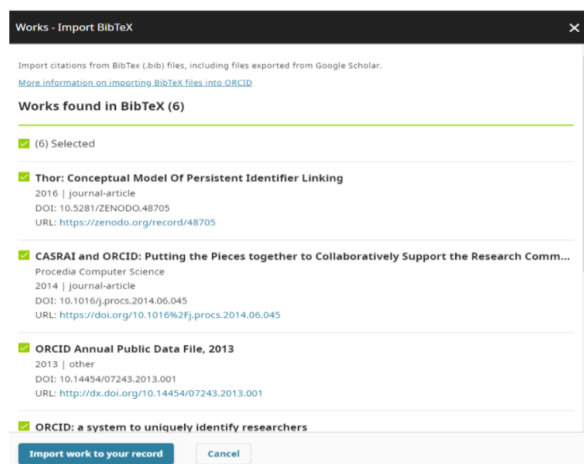 Works - Import BibTeX
Import citations from BibTex (.bib) files, including files exported from Google Scholar.
More information on importing BibTeX files into ORCID
Works found in BibTeX (6)
(6) Selected
Thor: Conceptual Model Of Persistent Identifier Linking
2016 | journal-article
DOI: 10.5281/ZENODO.48705
URL: https://zenodo.org/record/48705
CASRAI and ORCID: Putting the Pieces together to Collaboratively Support the Research Comm...
Procedia Computer Science
2014 | journal-article
DOI: 10.1016/j.procs.2014.06.045
URL: https://doi.org/10.1016%2Fj.procs.2014.06.045
ORCID Annual Public Data File, 2013
2013 | other
DOI: 10.14454/07243.2013.001
URL: http://dx.doi.org/10.14454/07243.2013.001
ORCID: a system to uniquely identify researchers
Import work to your record
Cancel